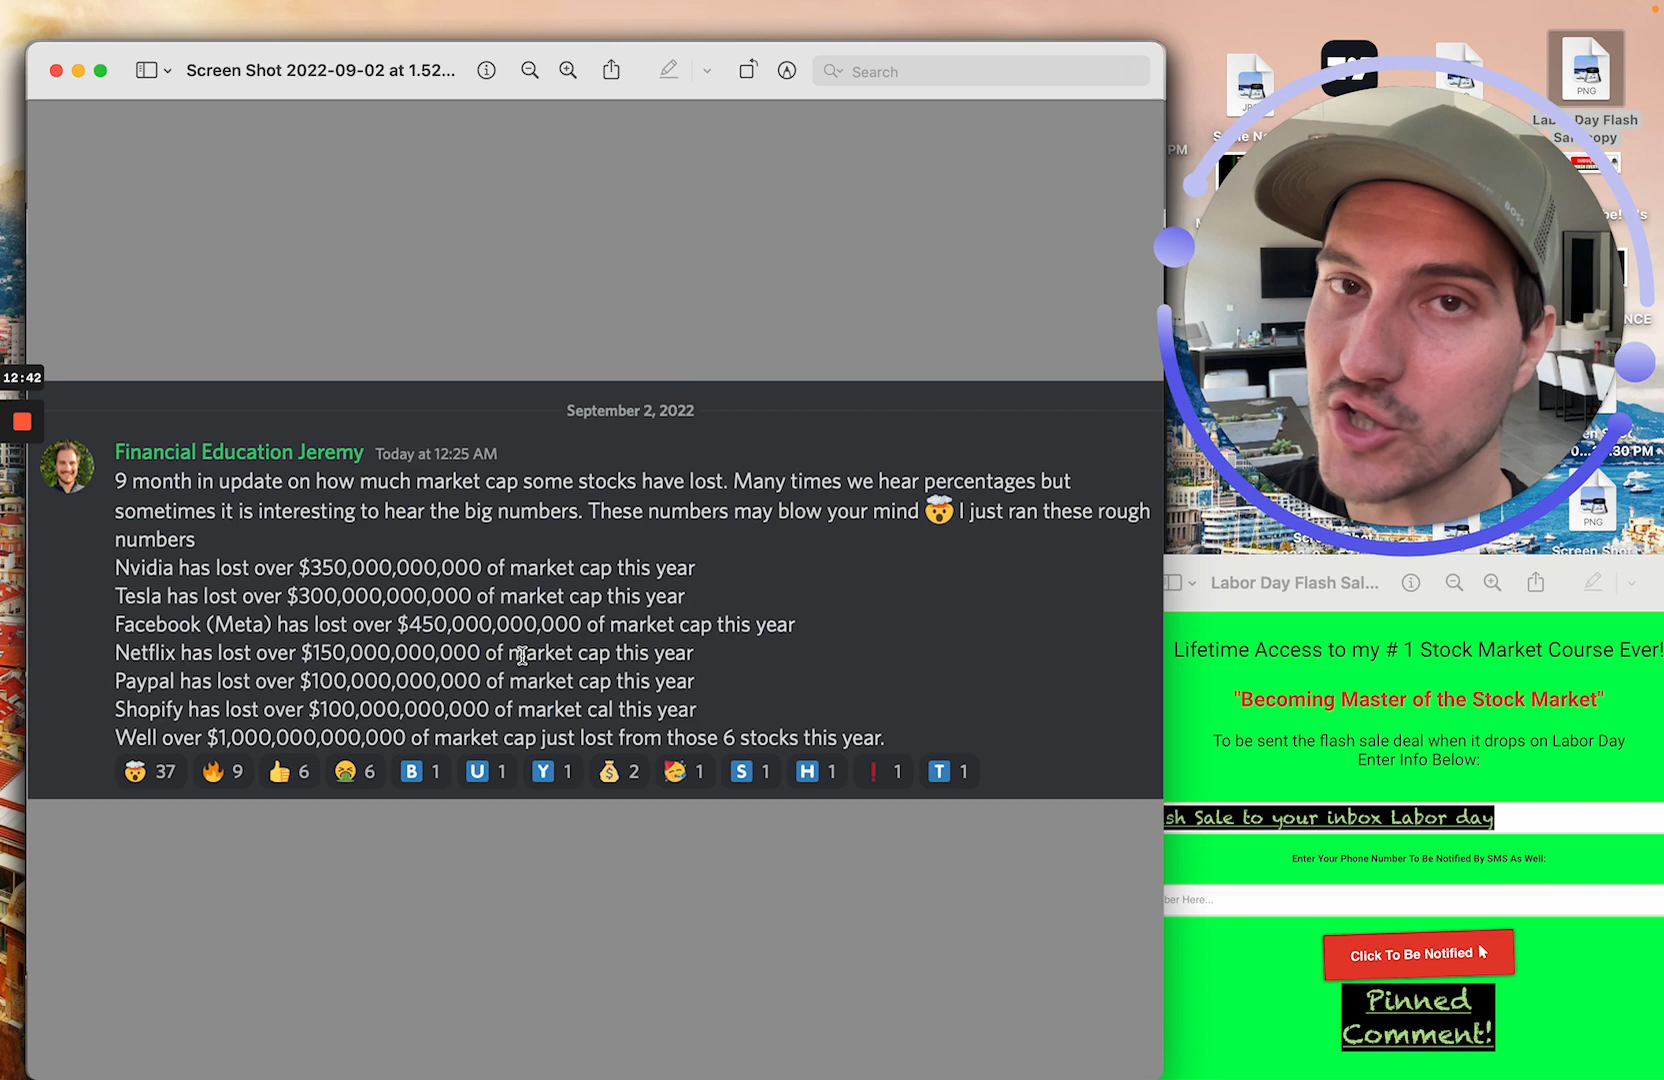 Screen Shot 2022-09-02 at 1.52...
Search
PM
JPG
PNG
Labor Day Flash
12:42
September 2, 2022
Financial Education Jeremy Today at 12:25 AM
9 month in update on how much market cap some stocks have lost. Many times we hear percentages but
sometimes it is interesting to hear the big numbers. These numbers may blow your mind 🤯 I just ran these rough
numbers
Nvidia has lost over $350,000,000,000 of market cap this year
Tesla has lost over $300,000,000,000 of market cap this year
Facebook (Meta) has lost over $450,000,000,000 of market cap this year
Netflix has lost over $150,000,000,000 of market cap this year
Paypal has lost over $100,000,000,000 of market cap this year
Shopify has lost over $100,000,000,000 of market cal this year
Well over $1,000,000,000,000 of market cap just lost from those 6 stocks this year.
🤯 37 🔥 9 👍 6 🤮 6 B 1 U 1 Y 1 💰 2 🥳 1 S 1 H 1 ❗ 1 T 1
BOSS
NCE
0...30 PM
PNG
Labor Day Flash Sal...
Lifetime Access to my # 1 Stock Market Course Ever!
"Becoming Master of the Stock Market"
To be sent the flash sale deal when it drops on Labor Day
Enter Info Below:
sh Sale to your inbox Labor day
Enter Your Phone Number To Be Notified By SMS As Well:
ber Here...
Click To Be Notified
Pinned
Comment!